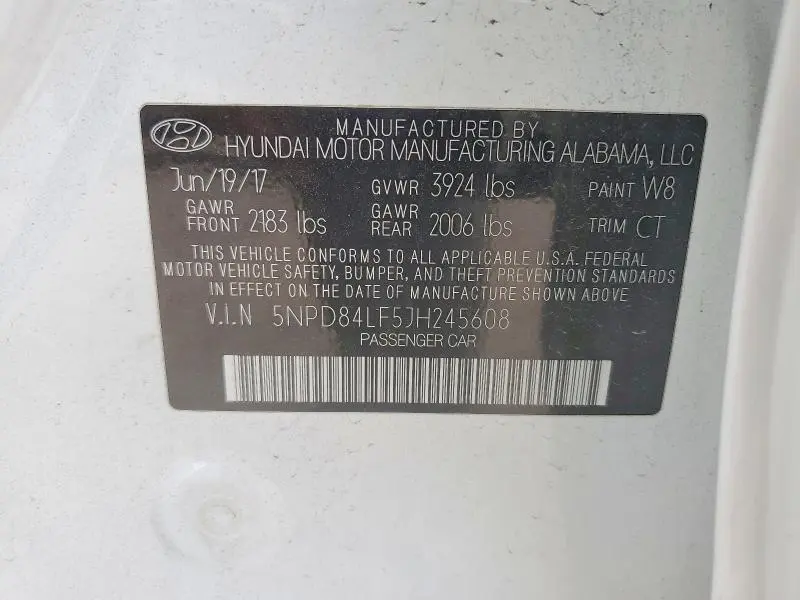 MANUFACTURED BY
HYUNDAI MOTOR MANUFACTURING ALABAMA, LLC
Jun/19/17 GVWR 3924 lbs PAINT W8
GAWR FRONT 2183 lbs GAWR REAR 2006 lbs TRIM CT
THIS VEHICLE CONFORMS TO ALL APPLICABLE U.S.A. FEDERAL
MOTOR VEHICLE SAFETY, BUMPER, AND THEFT PREVENTION STANDARDS
IN EFFECT ON THE DATE OF MANUFACTURE SHOWN ABOVE
V.I.N 5NPD84LF5JH245608
PASSENGER CAR